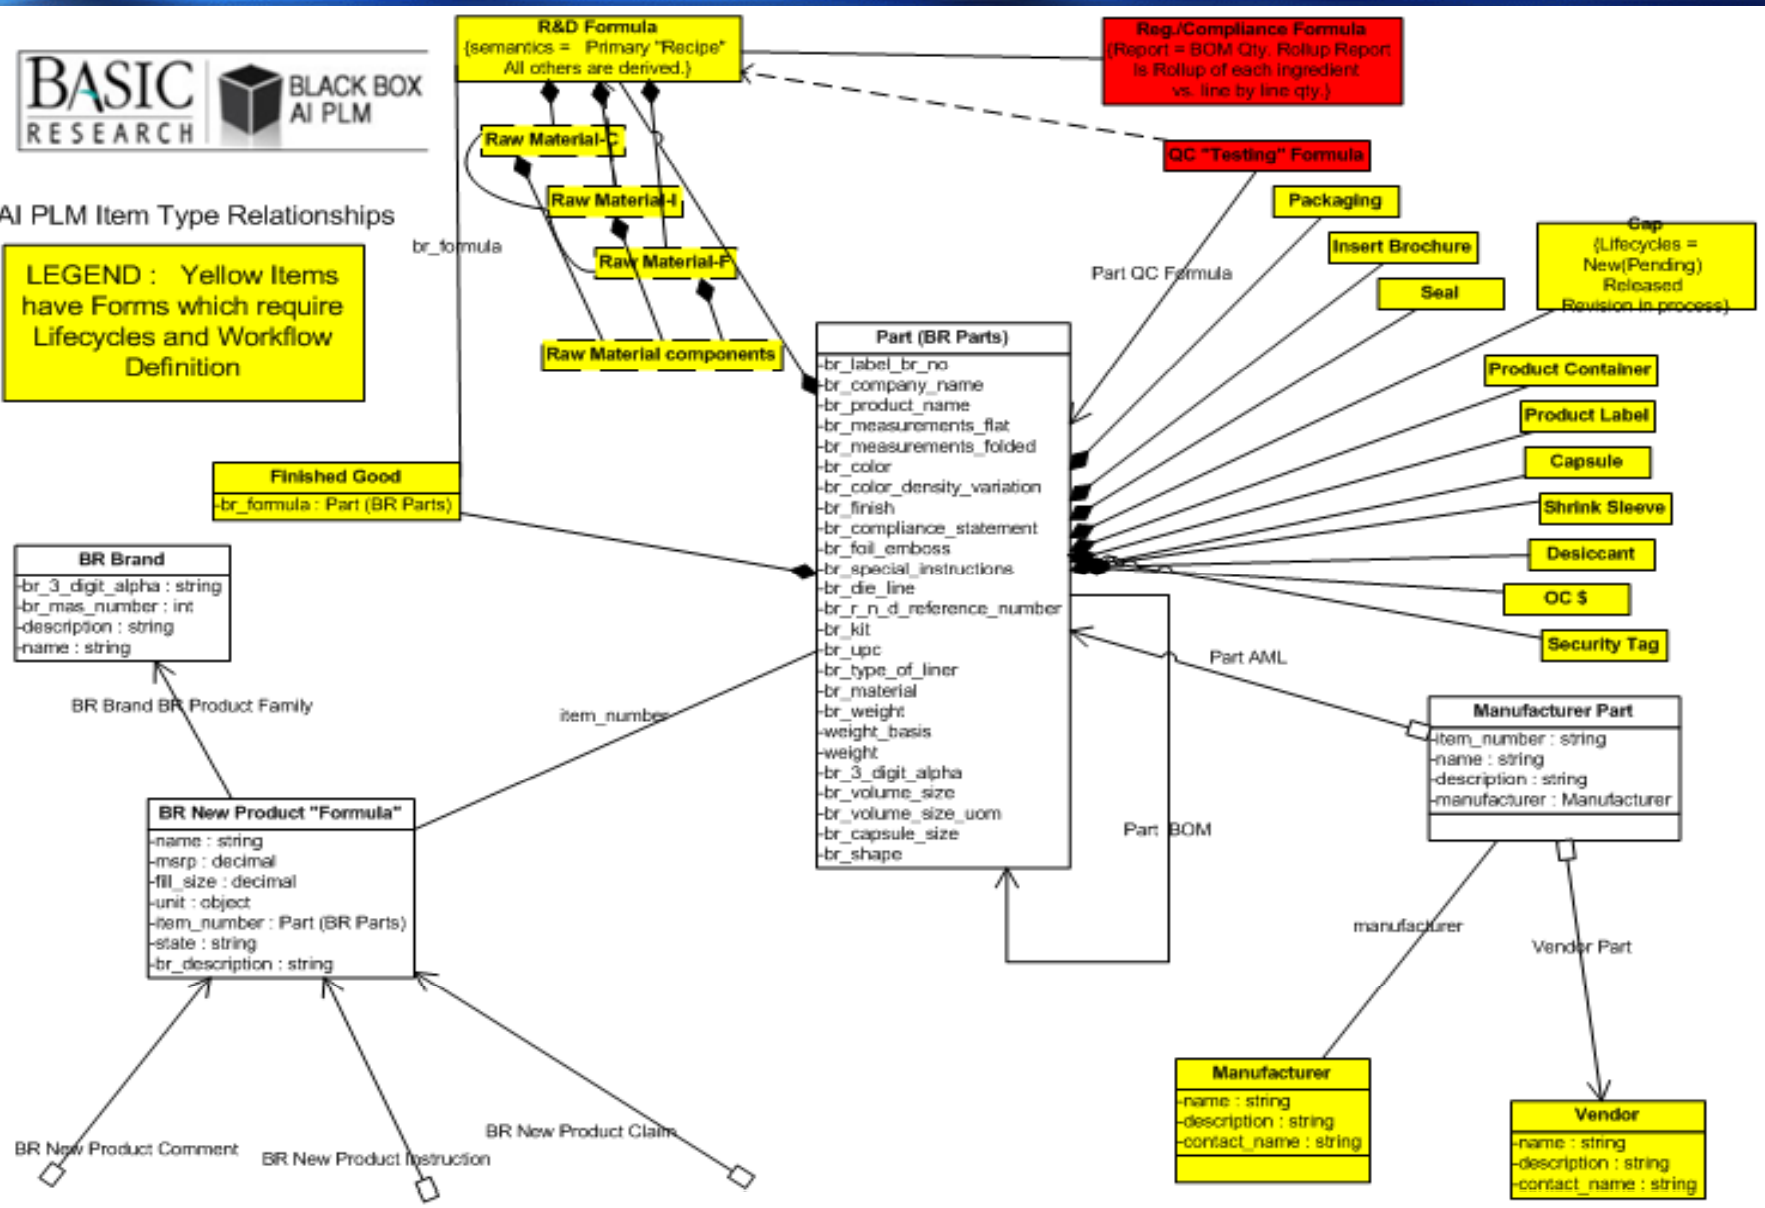 BASIC
RESEARCH
BLACK BOX
AI PLM
AI PLM Item Type Relationships
LEGEND : Yellow Items
have Forms which require
Lifecycles and Workflow
Definition
R&D Formula
{semantics = Primary "Recipe"
All others are derived.}
Reg./Compliance Formula
{Report = BOM Qty. Rollup Report
Is Rollup of each ingredient
vs. line by line qty.}
QC "Testing" Formula
Raw Material-C
Raw Material-I
Raw Material-F
Raw Material components
br_formula
Part QC Formula
Packaging
Insert Brochure
Seal
Cap
{Lifecycles =
New(Pending)
Released
Revision in process}
Product Container
Product Label
Capsule
Shrink Sleeve
Desiccant
OC $
Security Tag
Part (BR Parts)
-br_label_br_no
-br_company_name
-br_product_name
-br_measurements_flat
-br_measurements_folded
-br_color
-br_color_density_variation
-br_finish
-br_compliance_statement
-br_foil_emboss
-br_special_instructions
-br_die_line
-br_r_n_d_reference_number
-br_kit
-br_upc
-br_type_of_liner
-br_material
-br_weight
-weight_basis
-weight
-br_3_digit_alpha
-br_volume_size
-br_volume_size_uom
-br_capsule_size
-br_shape
Finished Good
-br_formula : Part (BR Parts)
BR Brand
-br_3_digit_alpha : string
-br_mas_number : int
-description : string
-name : string
BR Brand BR Product Family
item_number
BR New Product "Formula"
-name : string
-msrp : decimal
-fill_size : decimal
-unit : object
-item_number : Part (BR Parts)
-state : string
-br_description : string
BR New Product Comment
BR New Product Instruction
BR New Product Claim
Part AML
Part BOM
Manufacturer Part
-item_number : string
-name : string
-description : string
-manufacturer : Manufacturer
manufacturer
Vendor Part
Manufacturer
-name : string
-description : string
-contact_name : string
Vendor
-name : string
-description : string
-contact_name : string